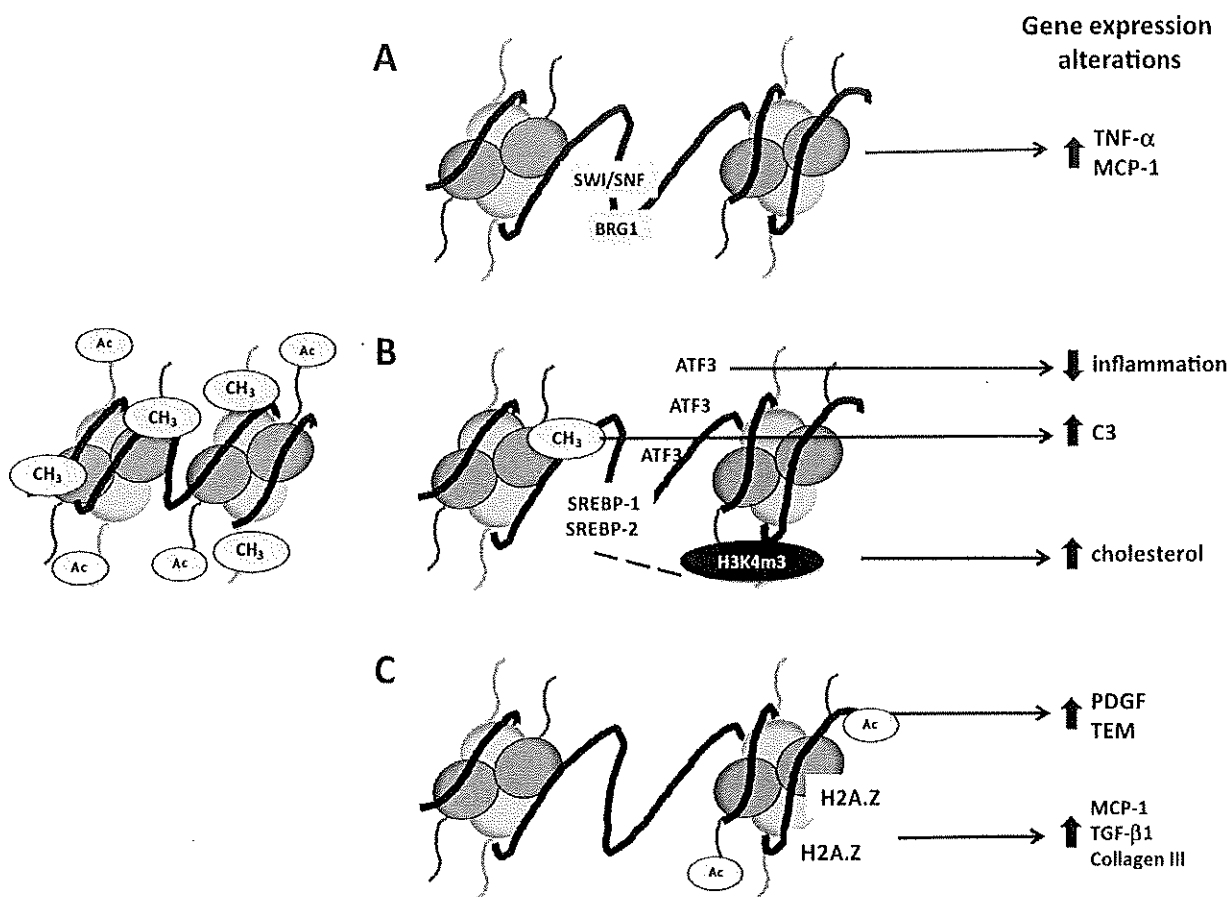 Gene expression
alterations
A
SWI/SNF
BRG1
TNF-α
MCP-1
Ac
Ac
CH₃
CH₃
CH₃
CH₃
Ac
Ac
B
ATF3
ATF3
ATF3
CH₃
SREBP-1
SREBP-2
H3K4m3
inflammation
C3
cholesterol
C
Ac
H2A.Z
H2A.Z
Ac
PDGF
TEM
MCP-1
TGF-β1
Collagen III